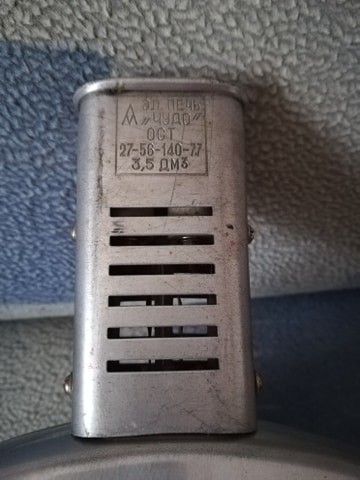 ЭЛ. ПЕЧЬ
„ЧУДО"
ОСТ
27-56-140-77
3,5 ДМ³